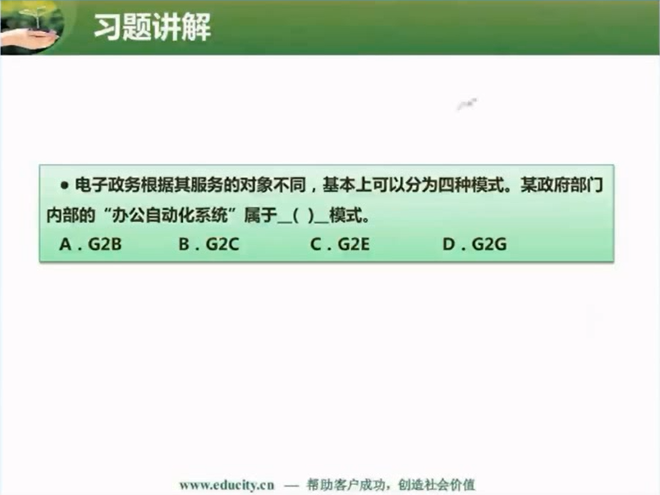 习题讲解
● 电子政务根据其服务的对象不同，基本上可以分为四种模式。某政府部门
内部的“办公自动化系统”属于__( )__模式。
A．G2B B．G2C C．G2E D．G2G
www.educity.cn — 帮助客户成功，创造社会价值